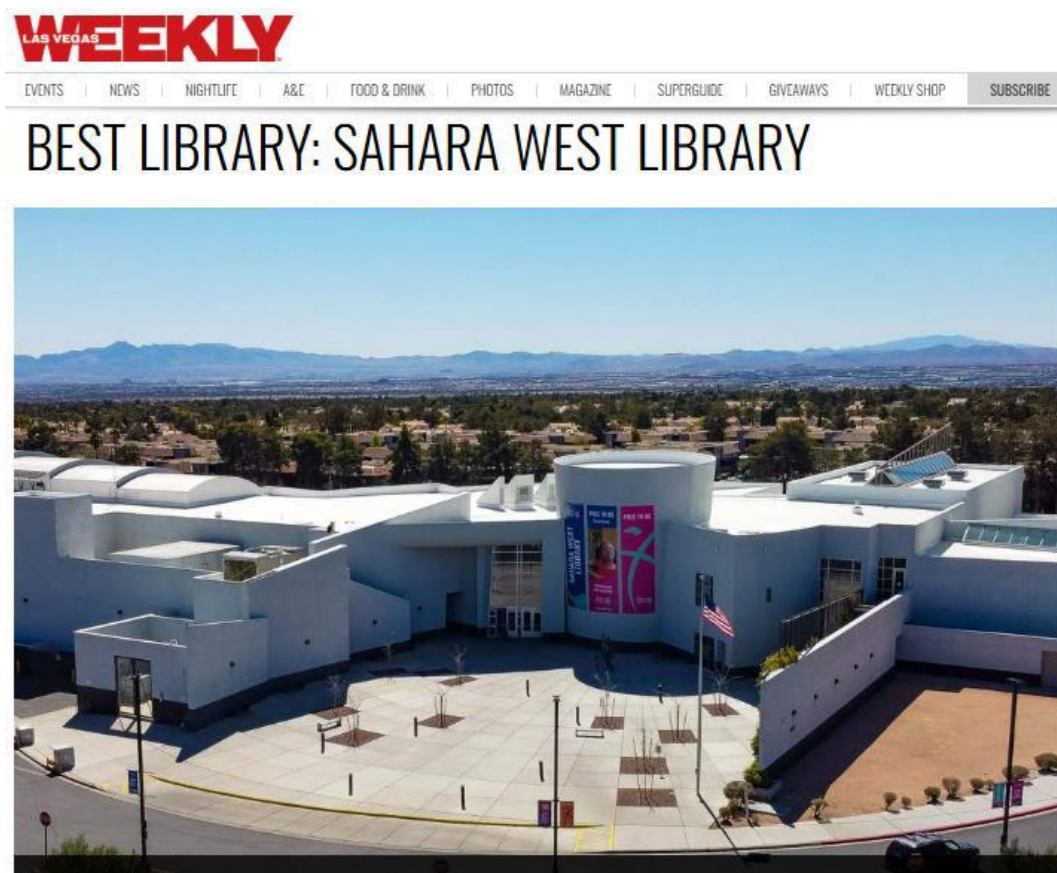 LAS VEGAS
WEEKLY
EVENTS NEWS NIGHTLIFE A&E FOOD & DRINK PHOTOS MAGAZINE SUPERGUIDE GIVEAWAYS WEEKLY SHOP SUBSCRIBE
BEST LIBRARY: SAHARA WEST LIBRARY
SAHARA WEST
LIBRARY
FREE TO BE
FREE TO BE